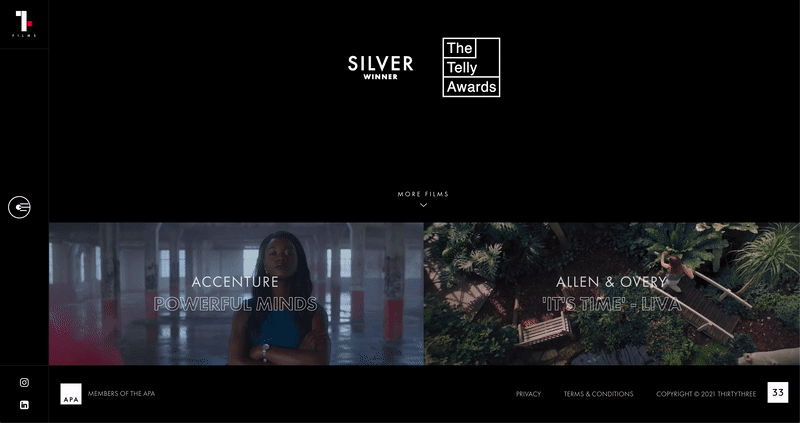 FILMS
SILVER
WINNER
The
Telly
Awards
MORE FILMS
ACCENTURE
POWERFUL MINDS
ALLEN & OVERY
'IT'S TIME' - LIVA
in
APA
MEMBERS OF THE APA
PRIVACY
TERMS & CONDITIONS
COPYRIGHT © 2021 THIRTYTHREE
33